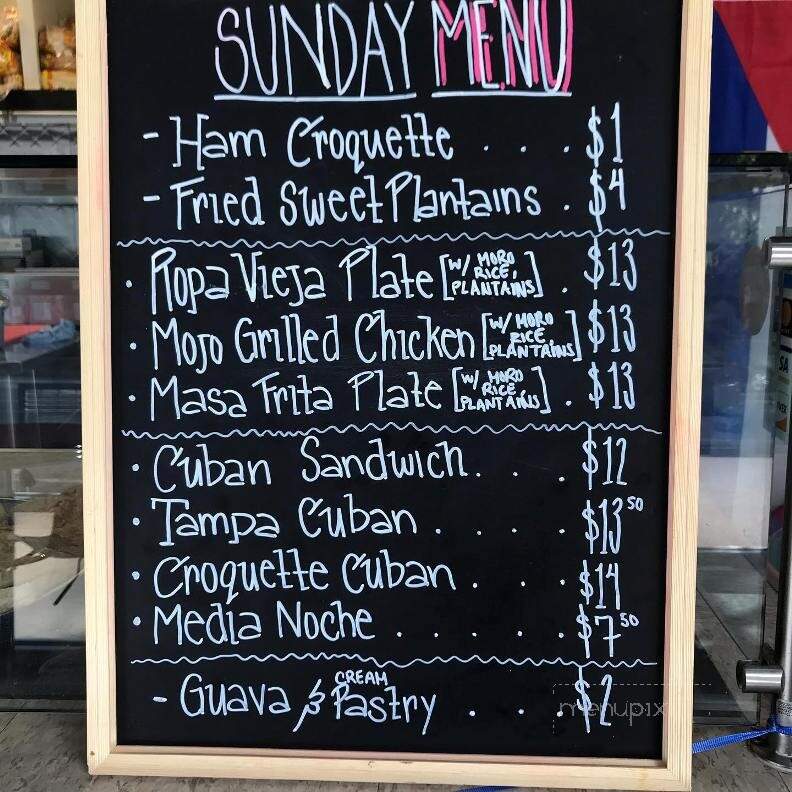 SUNDAY MENU
- Ham Croquette . . . $1
- Fried Sweet Plantains . $4
· Ropa Vieja Plate [w/ MORO RICE, PLANTAINS] . $13
· Mojo Grilled Chicken [w/ MORO RICE PLANTAINS] $13
· Masa Frita Plate [w/ MORO RICE PLANTAINS] . $13
· Cuban Sandwich . . . $12
· Tampa Cuban . . . . $13 50
· Croquette Cuban . . . $14
· Media Noche . . . . . $7 50
- Guava & CREAM Pastry . . . $2
menupix